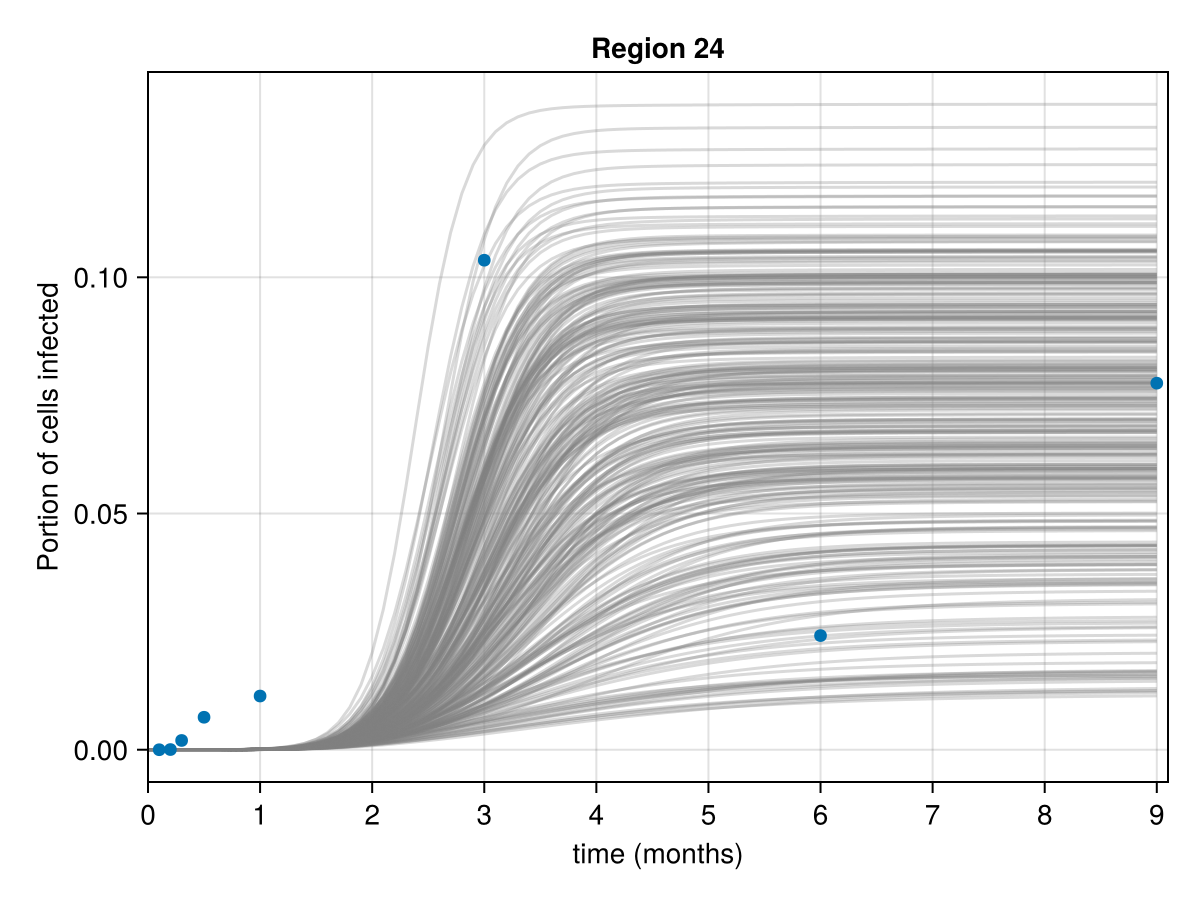 Region 24
Portion of cells infected
0.10
0.05
0.00
0 1 2 3 4 5 6 7 8 9
time (months)